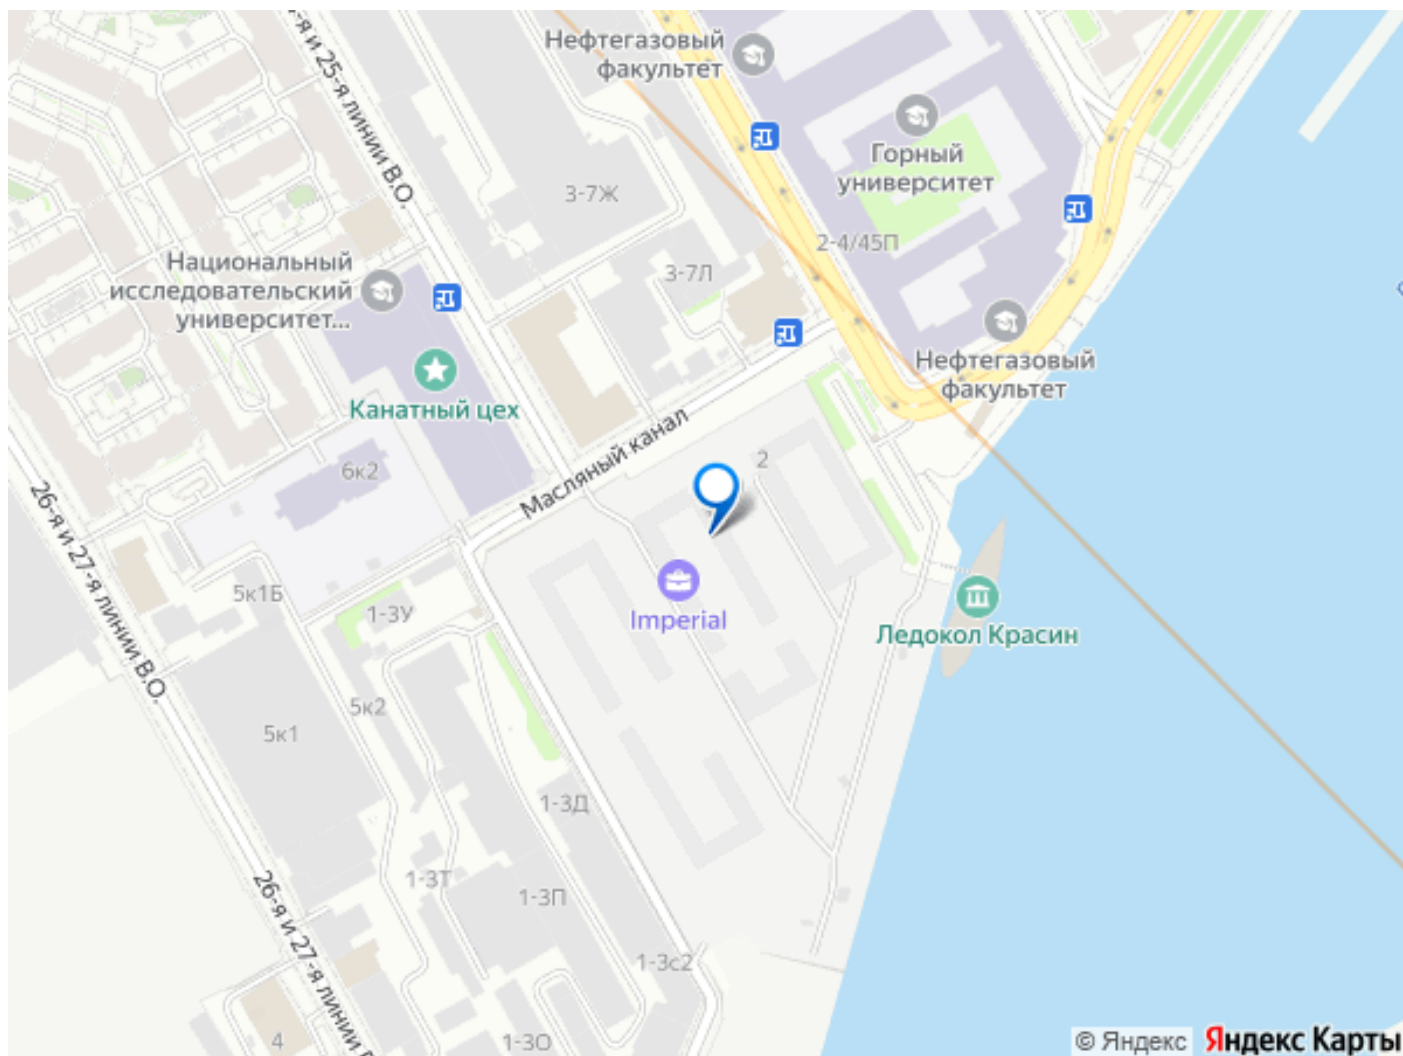 Нефтегазовый
факультет
-я и 25-я линии В.О.
Горный
университет
3-7Ж
2-4/45П
3-7Л
Национальный
исследовательский
университет...
Нефтегазовый
факультет
Канатный цех
Масляный канал
2
6к2
26-я и 27-я линии В.О.
5к1Б
1-3У
Imperial
Ледокол Красин
5к2
5к1
1-3Д
1-3Т
1-3П
26-я и 27-я линии
1-3с2
4
1-3О
© Яндекс Яндекс Карты